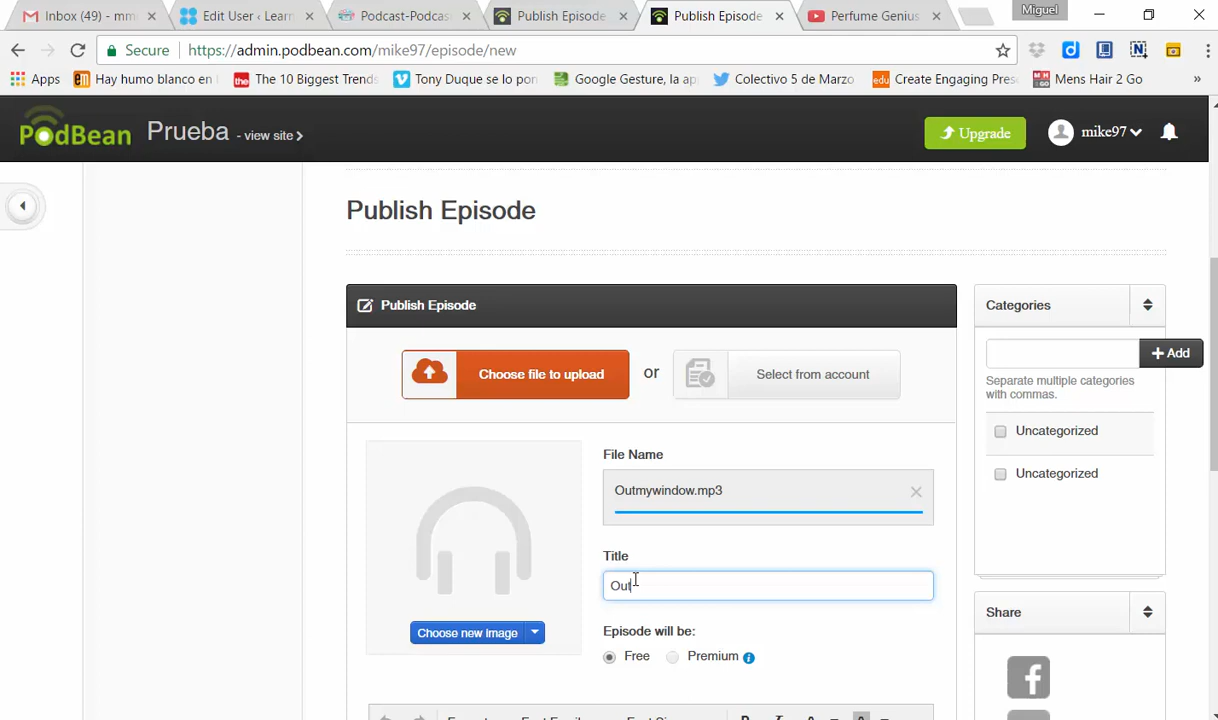 Inbox (49) - mm
Edit User ‹ Learn
Podcast-Podcas
Publish Episode
Publish Episode
Perfume Genius
Miguel
Secure https://admin.podbean.com/mike97/episode/new
Apps
Hay humo blanco en
The 10 Biggest Trends
Tony Duque se lo pon
Google Gesture, la ap
Colectivo 5 de Marzo
Create Engaging Pres
Mens Hair 2 Go
PodBean
Prueba - view site
Upgrade
mike97
Publish Episode
Publish Episode
Choose file to upload
or
Select from account
File Name
Outmywindow.mp3
Title
Out
Choose new image
Episode will be:
Free
Premium
Categories
Add
Separate multiple categories
with commas.
Uncategorized
Uncategorized
Share